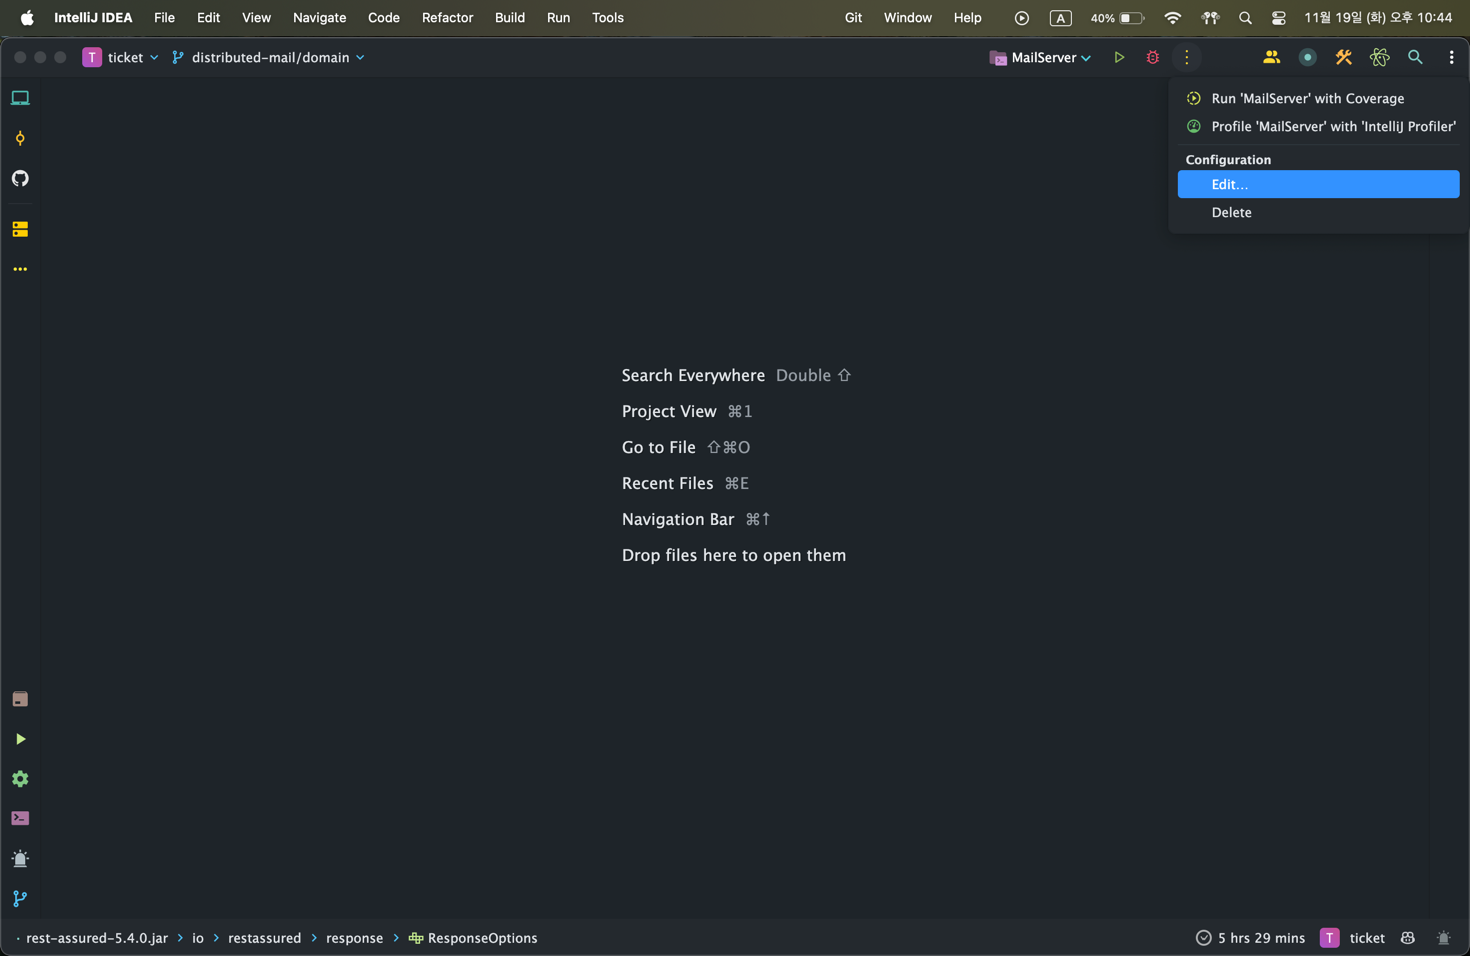 IntelliJ IDEA File Edit View Navigate Code Refactor Build Run Tools Git Window Help A 40% 11월 19일 (화) 오후 10:44
T ticket distributed-mail/domain MailServer
Run 'MailServer' with Coverage
Profile 'MailServer' with 'IntelliJ Profiler'
Configuration
Edit...
Delete
Search Everywhere Double ⇧
Project View ⌘1
Go to File ⇧⌘O
Recent Files ⌘E
Navigation Bar ⌘↑
Drop files here to open them
rest-assured-5.4.0.jar > io > restassured > response > ResponseOptions 5 hrs 29 mins T ticket